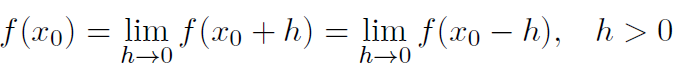 f(x₀) = lim_{h→0} f(x₀ + h) = lim_{h→0} f(x₀ − h),   h > 0